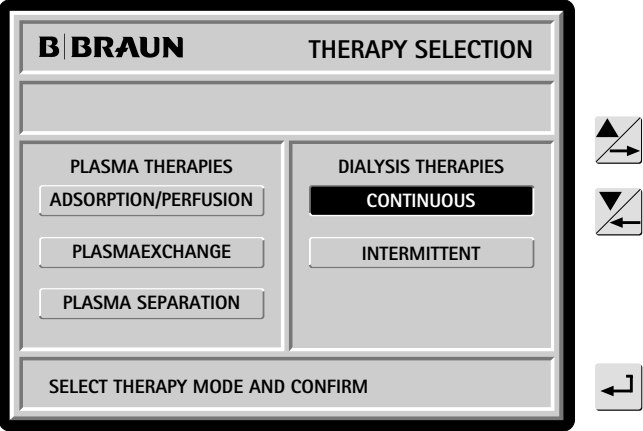 B|BRAUN
THERAPY SELECTION
PLASMA THERAPIES
ADSORPTION/PERFUSION
PLASMAEXCHANGE
PLASMA SEPARATION
DIALYSIS THERAPIES
CONTINUOUS
INTERMITTENT
SELECT THERAPY MODE AND CONFIRM